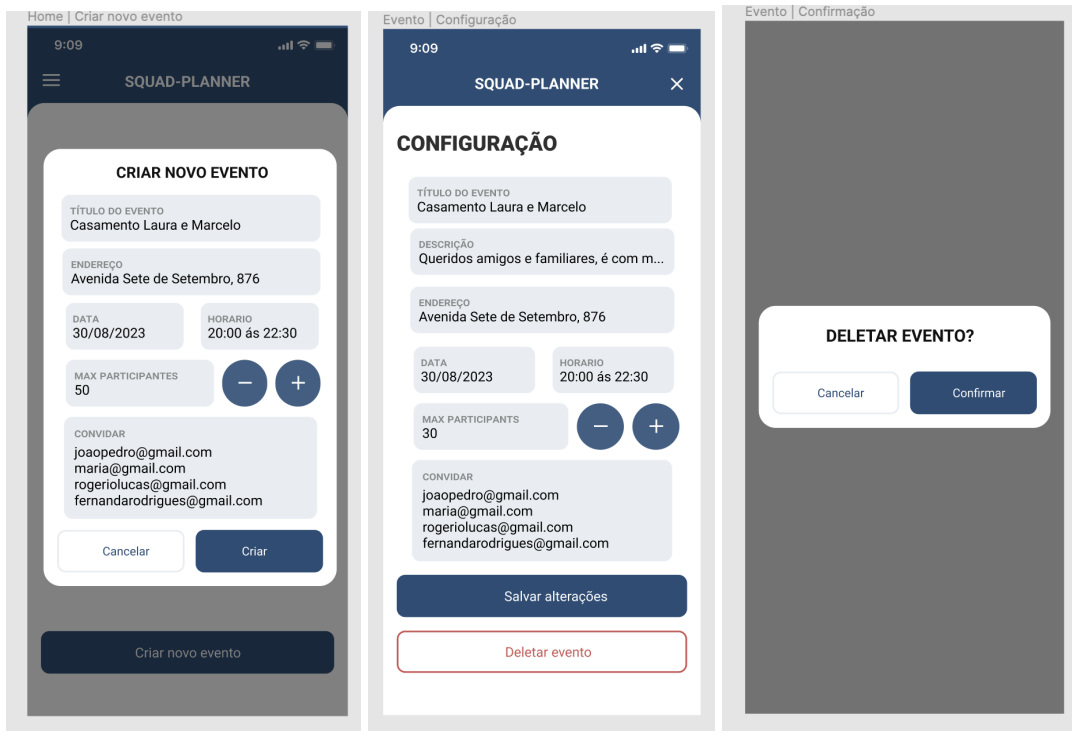 Home | Criar novo evento
9:09
SQUAD-PLANNER
CRIAR NOVO EVENTO
TÍTULO DO EVENTO
Casamento Laura e Marcelo
ENDEREÇO
Avenida Sete de Setembro, 876
DATA
30/08/2023
HORARIO
20:00 ás 22:30
MAX PARTICIPANTES
50
−
+
CONVIDAR
joaopedro@gmail.com
maria@gmail.com
rogeriolucas@gmail.com
fernandarodrigues@gmail.com
Cancelar
Criar
Criar novo evento
Evento | Configuração
9:09
SQUAD-PLANNER
CONFIGURAÇÃO
TÍTULO DO EVENTO
Casamento Laura e Marcelo
DESCRIÇÃO
Queridos amigos e familiares, é com m...
ENDEREÇO
Avenida Sete de Setembro, 876
DATA
30/08/2023
HORARIO
20:00 ás 22:30
MAX PARTICIPANTS
30
−
+
CONVIDAR
joaopedro@gmail.com
maria@gmail.com
rogeriolucas@gmail.com
fernandarodrigues@gmail.com
Salvar alterações
Deletar evento
Evento | Confirmação
DELETAR EVENTO?
Cancelar
Confirmar